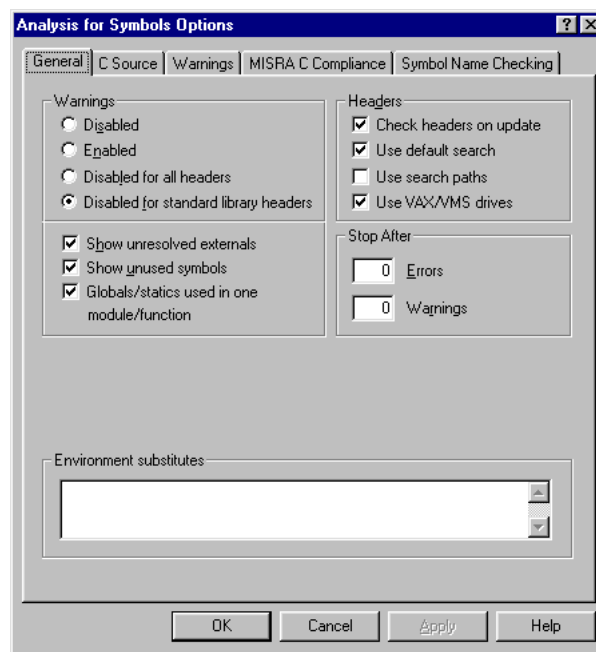 Analysis for Symbols Options
General
C Source
Warnings
MISRA C Compliance
Symbol Name Checking
Warnings
Disabled
Enabled
Disabled for all headers
Disabled for standard library headers
Show unresolved externals
Show unused symbols
Globals/statics used in one
module/function
Headers
Check headers on update
Use default search
Use search paths
Use VAX/VMS drives
Stop After
0 Errors
0 Warnings
Environment substitutes
OK
Cancel
Apply
Help